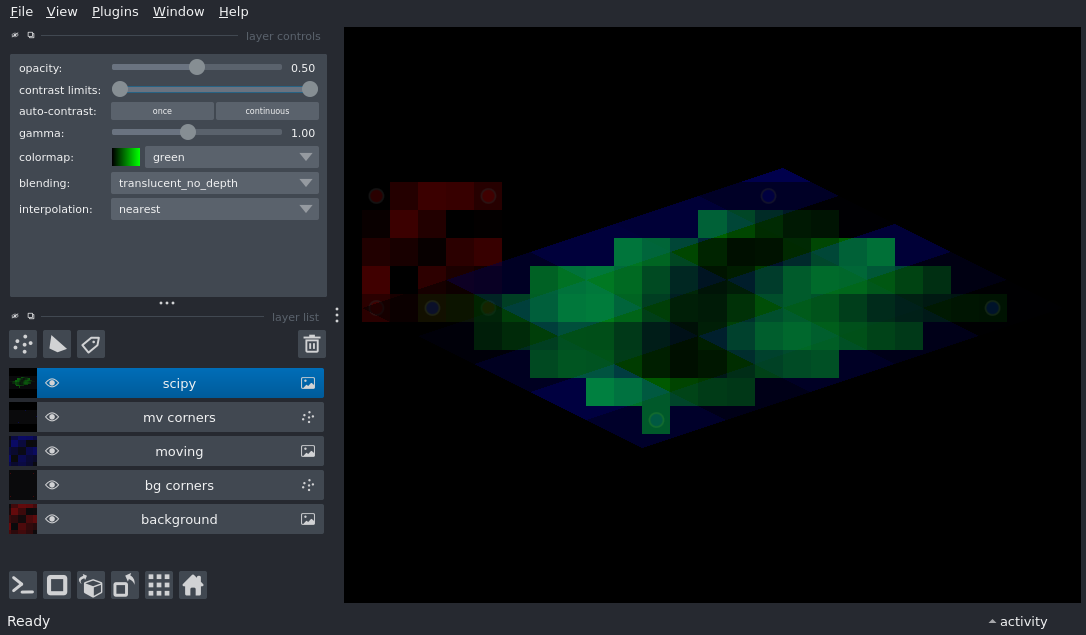 File View Plugins Window Help
layer controls
opacity: 0.50
contrast limits:
auto-contrast: once continuous
gamma: 1.00
colormap: green
blending: translucent_no_depth
interpolation: nearest
layer list
scipy
mv corners
moving
bg corners
background
Ready activity